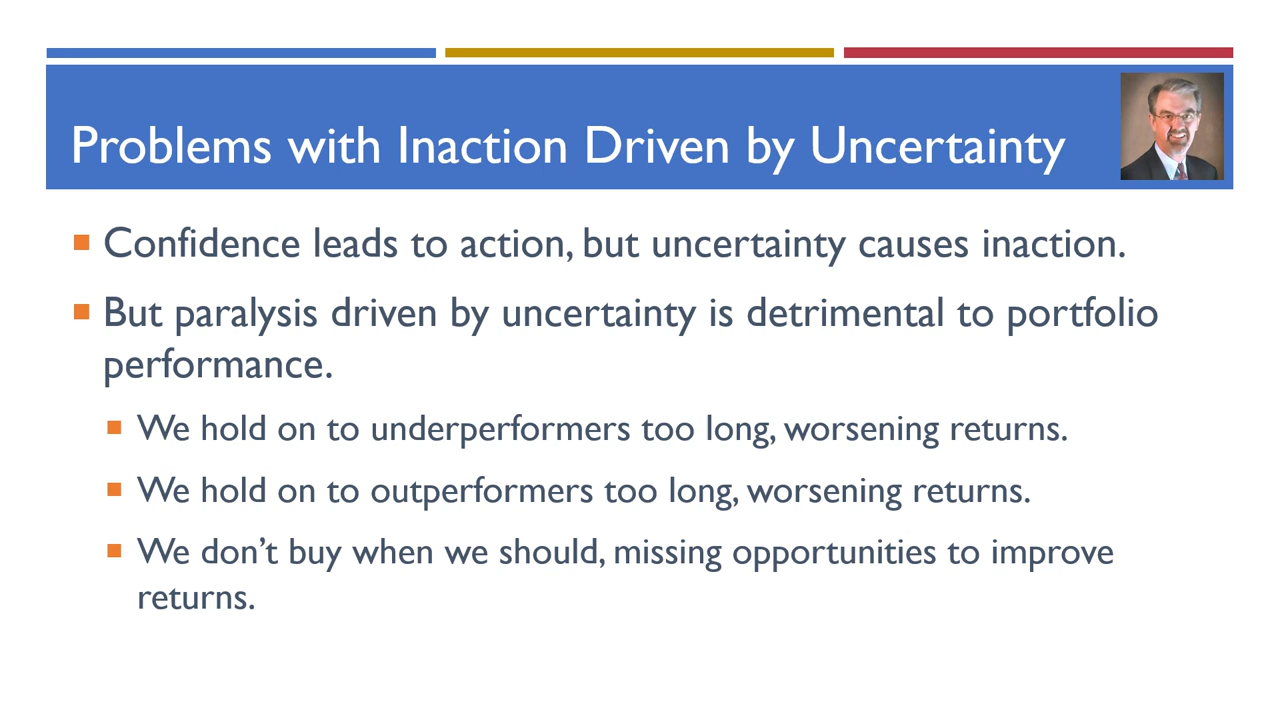 Problems with Inaction Driven by Uncertainty
Confidence leads to action, but uncertainty causes inaction.
But paralysis driven by uncertainty is detrimental to portfolio
performance.
We hold on to underperformers too long, worsening returns.
We hold on to outperformers too long, worsening returns.
We don’t buy when we should, missing opportunities to improve
returns.